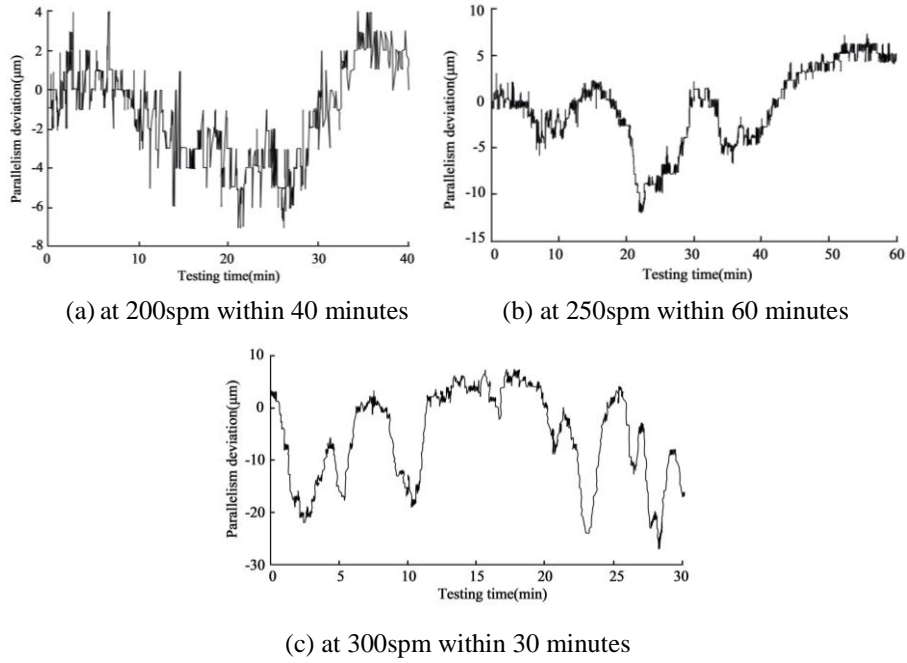 4
2
0
-2
-4
-6
-8
Parallelism deviation(μm)
0 10 20 30 40
Testing time(min)
(a) at 200spm within 40 minutes
10
5
0
-5
-10
-15
Parallelism deviation(μm)
0 10 20 30 40 50 60
Testing time(min)
(b) at 250spm within 60 minutes
10
0
-10
-20
-30
Parallelism deviation(μm)
0 5 10 15 20 25 30
Testing time(min)
(c) at 300spm within 30 minutes